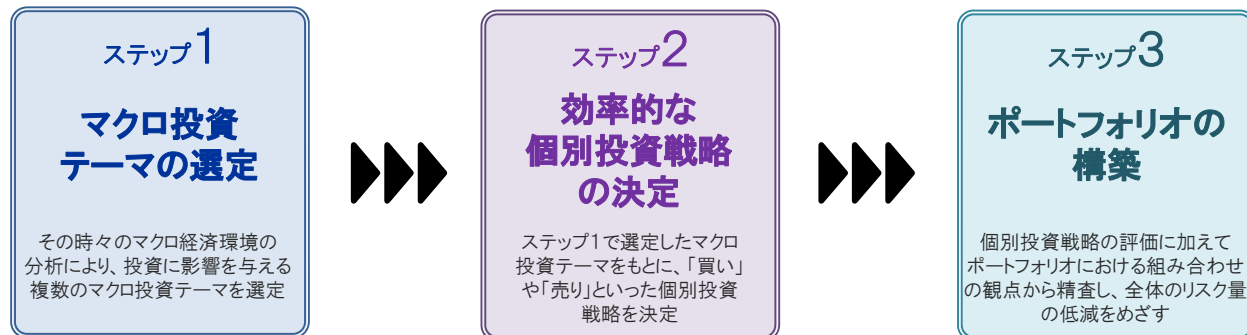 ステップ1
マクロ投資
テーマの選定
その時々のマクロ経済環境の
分析により、投資に影響を与える
複数のマクロ投資テーマを選定
ステップ2
効率的な
個別投資戦略
の決定
ステップ1で選定したマクロ
投資テーマをもとに、「買い」
や「売り」といった個別投資
戦略を決定
ステップ3
ポートフォリオの
構築
個別投資戦略の評価に加えて
ポートフォリオにおける組み合わせ
の観点から精査し、全体のリスク量
の低減をめざす